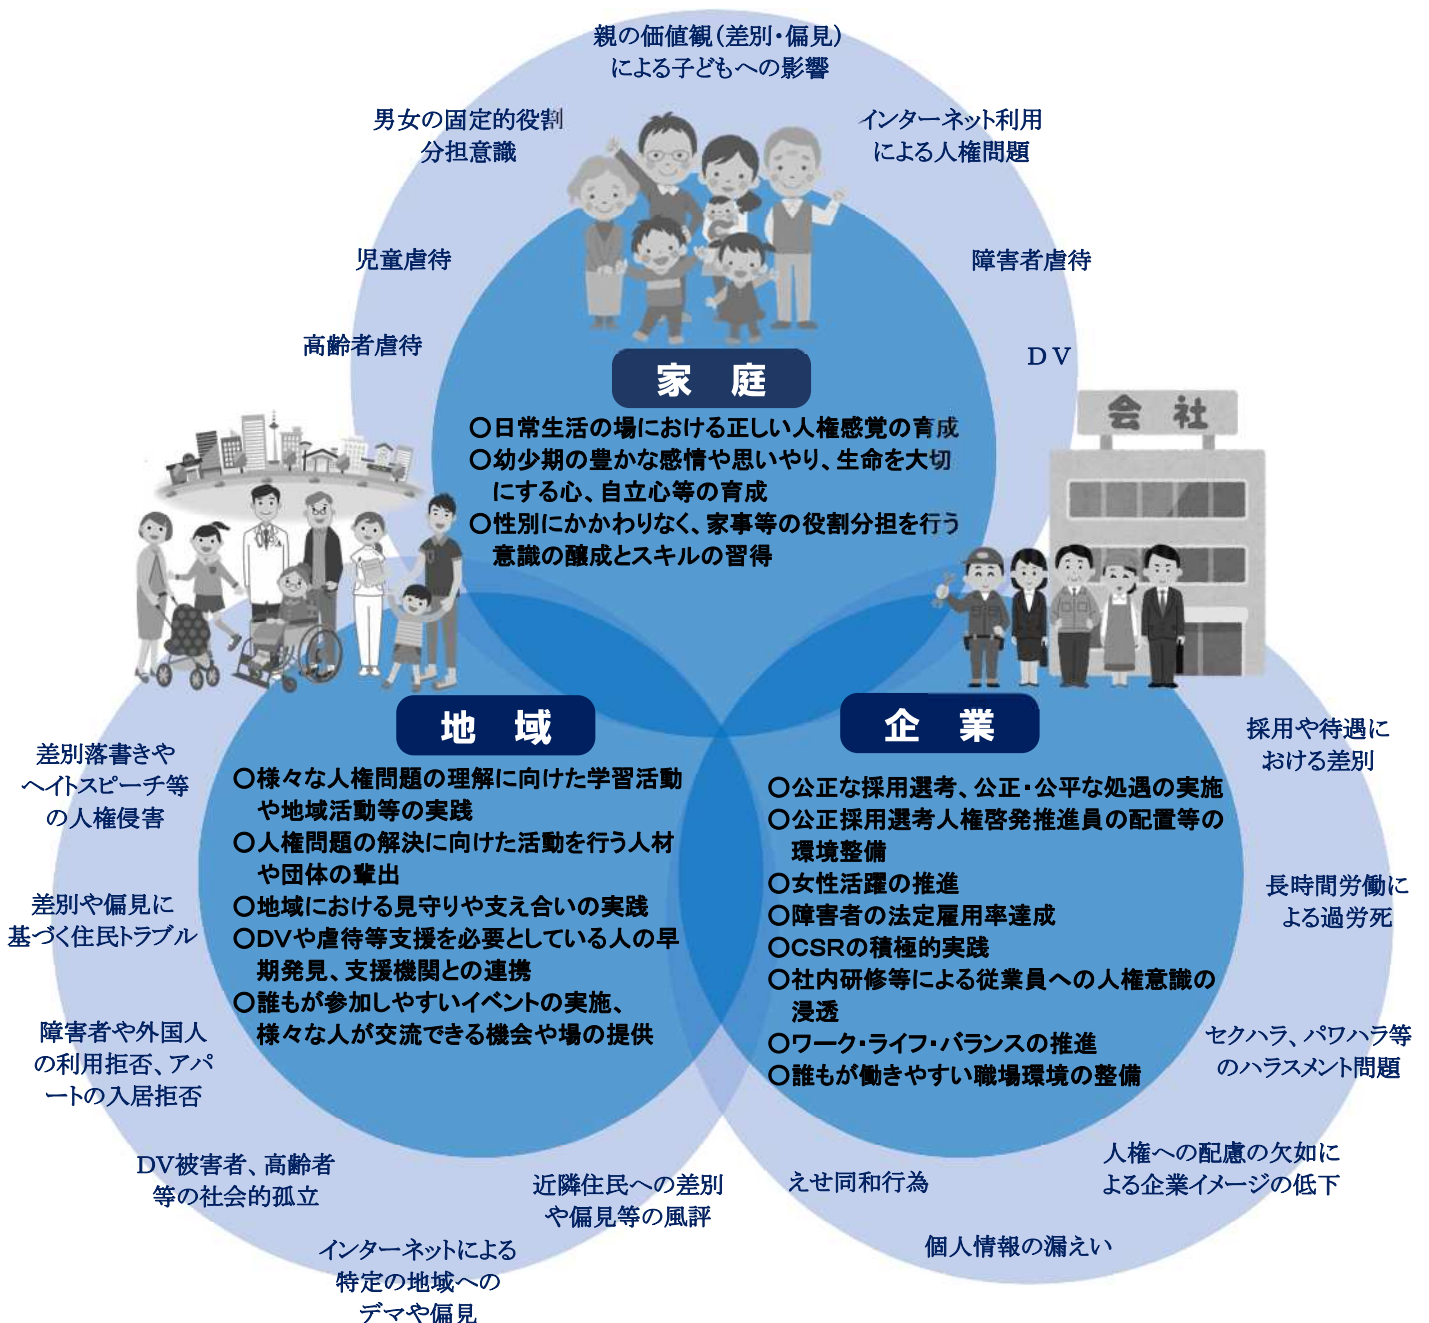 親の価値観(差別・偏見)
による子どもへの影響
男女の固定的役割
分担意識
インターネット利用
による人権問題
児童虐待
障害者虐待
高齢者虐待
DV
会社
家 庭
○日常生活の場における正しい人権感覚の育成
○幼少期の豊かな感情や思いやり、生命を大切
にする心、自立心等の育成
○性別にかかわりなく、家事等の役割分担を行う
意識の醸成とスキルの習得
地 域
○様々な人権問題の理解に向けた学習活動
や地域活動等の実践
○人権問題の解決に向けた活動を行う人材
や団体の輩出
○地域における見守りや支え合いの実践
○DVや虐待等支援を必要としている人の早
期発見、支援機関との連携
○誰もが参加しやすいイベントの実施、
様々な人が交流できる機会や場の提供
差別落書きや
ヘイトスピーチ等
の人権侵害
差別や偏見に
基づく住民トラブル
障害者や外国人
の利用拒否、アパ
ートの入居拒否
DV被害者、高齢者
等の社会的孤立
インターネットによる
特定の地域への
デマや偏見
近隣住民への差別
や偏見等の風評
企 業
○公正な採用選考、公正・公平な処遇の実施
○公正採用選考人権啓発推進員の配置等の
環境整備
○女性活躍の推進
○障害者の法定雇用率達成
○CSRの積極的実践
○社内研修等による従業員への人権意識の
浸透
○ワーク・ライフ・バランスの推進
○誰もが働きやすい職場環境の整備
採用や待遇に
おける差別
長時間労働に
よる過労死
セクハラ、パワハラ等
のハラスメント問題
人権への配慮の欠如に
よる企業イメージの低下
えせ同和行為
個人情報の漏えい